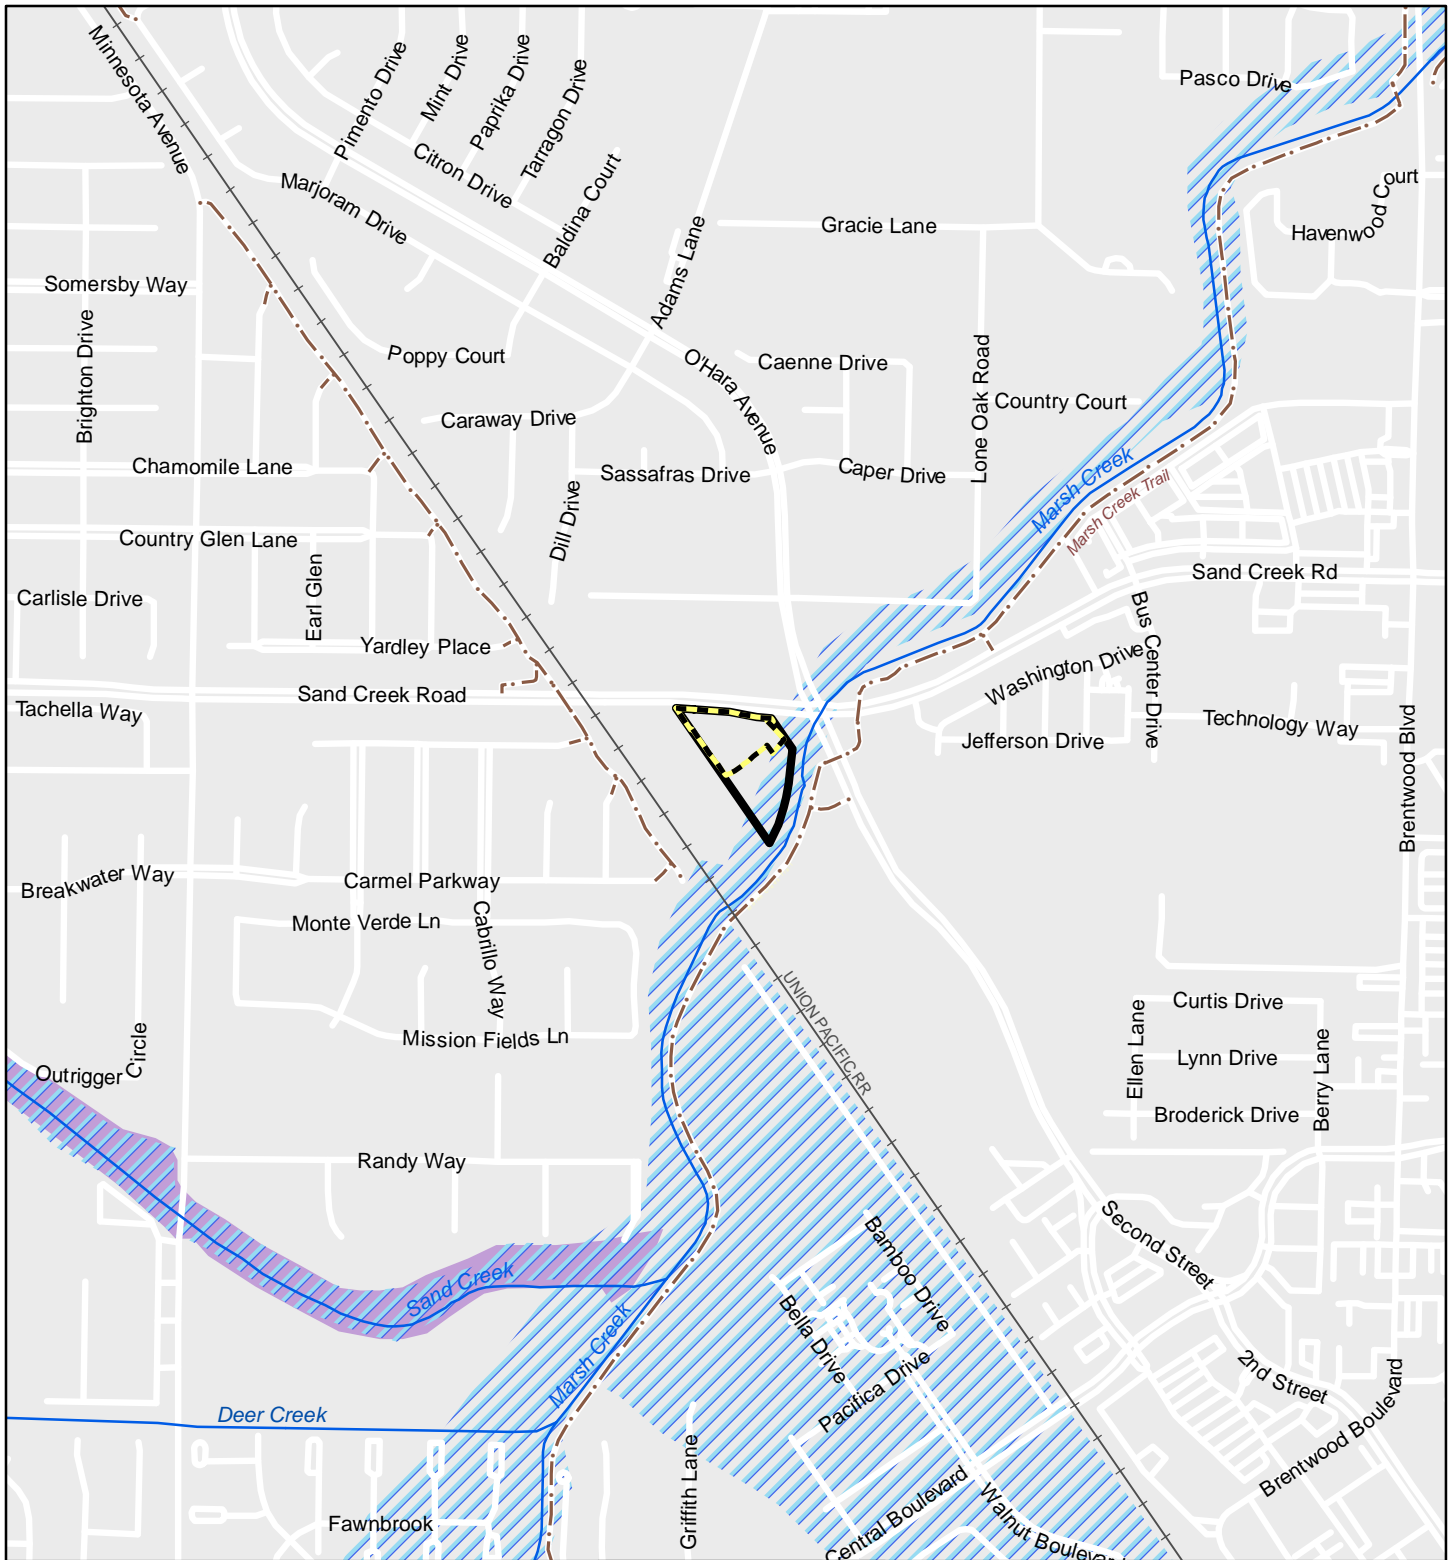 Minnesota Avenue
Pimento Drive
Mint Drive
Paprika Drive
Tarragon Drive
Citron Drive
Marjoram Drive
Baldina Court
Adams Lane
Gracie Lane
Pasco Drive
Havenwood Court
Somersby Way
Brighton Drive
Poppy Court
O'Hara Avenue
Caenne Drive
Lone Oak Road
Country Court
Caraway Drive
Chamomile Lane
Sassafras Drive
Caper Drive
Marsh Creek
Marsh Creek Trail
Country Glen Lane
Dill Drive
Earl Glen
Sand Creek Rd
Carlisle Drive
Yardley Place
Bus Center Drive
Washington Drive
Sand Creek Road
Tachella Way
Jefferson Drive
Technology Way
Brentwood Blvd
Breakwater Way
Carmel Parkway
Monte Verde Ln
Cabrillo Way
UNION PACIFIC RR
Curtis Drive
Ellen Lane
Mission Fields Ln
Lynn Drive
Berry Lane
Outrigger Circle
Broderick Drive
Randy Way
Second Street
Bamboo Drive
Sand Creek
Bella Drive
Marsh Creek
Pacifica Drive
2nd Street
Brentwood Boulevard
Deer Creek
Griffith Lane
Central Boulevard
Walnut Boulevar
Fawnbrook